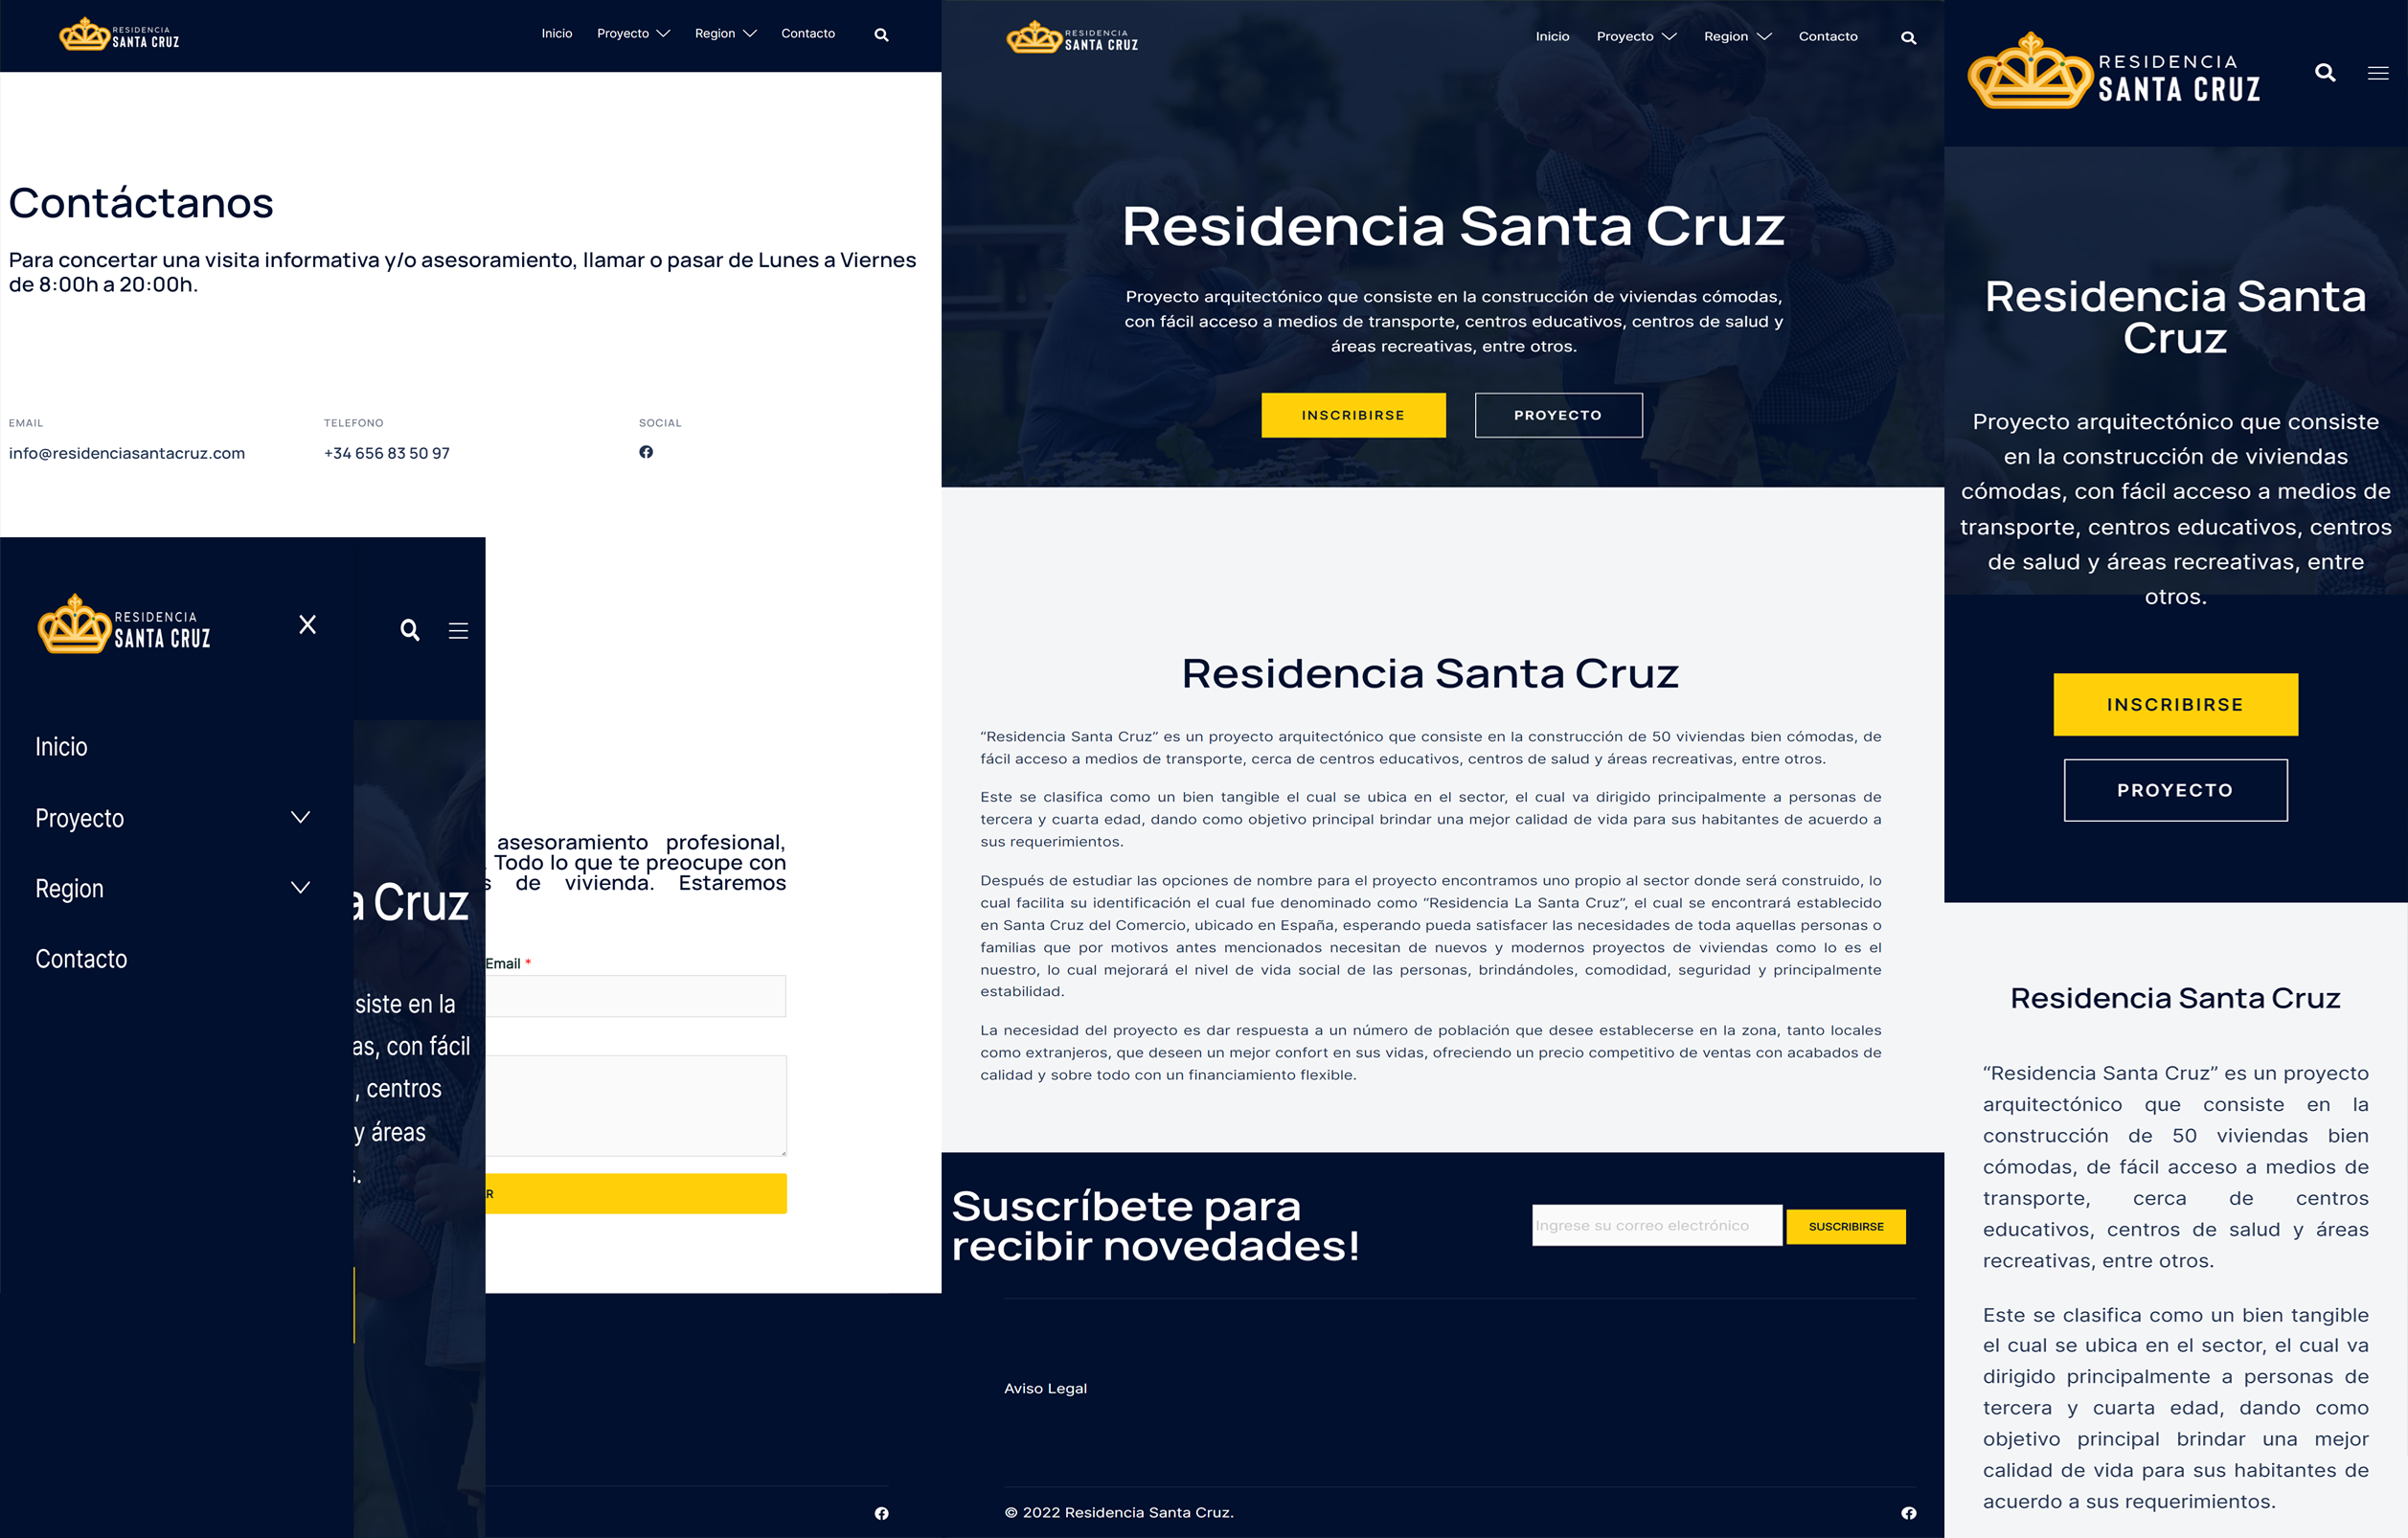 RESIDENCIA
SANTA CRUZ
Inicio
Proyecto
Region
Contacto
Contáctanos
Para concertar una visita informativa y/o asesoramiento, llamar o pasar de Lunes a Viernes
de 8:00h a 20:00h.
EMAIL
info@residenciasantacruz.com
TELEFONO
+34 656 83 50 97
SOCIAL
asesoramiento profesional,
. Todo lo que te preocupe con
s de vivienda. Estaremos
Email *
R
RESIDENCIA
SANTA CRUZ
X
Inicio
Proyecto
Region
Contacto
a Cruz
siste en la
as, con fácil
, centros
y áreas
s.
RESIDENCIA
SANTA CRUZ
Inicio
Proyecto
Region
Contacto
Residencia Santa Cruz
Proyecto arquitectónico que consiste en la construcción de viviendas cómodas,
con fácil acceso a medios de transporte, centros educativos, centros de salud y
áreas recreativas, entre otros.
INSCRIBIRSE
PROYECTO
Residencia Santa Cruz
“Residencia Santa Cruz” es un proyecto arquitectónico que consiste en la construcción de 50 viviendas bien cómodas, de
fácil acceso a medios de transporte, cerca de centros educativos, centros de salud y áreas recreativas, entre otros.
Este se clasifica como un bien tangible el cual se ubica en el sector, el cual va dirigido principalmente a personas de
tercera y cuarta edad, dando como objetivo principal brindar una mejor calidad de vida para sus habitantes de acuerdo a
sus requerimientos.
Después de estudiar las opciones de nombre para el proyecto encontramos uno propio al sector donde será construido, lo
cual facilita su identificación el cual fue denominado como “Residencia La Santa Cruz”, el cual se encontrará establecido
en Santa Cruz del Comercio, ubicado en España, esperando pueda satisfacer las necesidades de toda aquellas personas o
familias que por motivos antes mencionados necesitan de nuevos y modernos proyectos de viviendas como lo es el
nuestro, lo cual mejorará el nivel de vida social de las personas, brindándoles, comodidad, seguridad y principalmente
estabilidad.
La necesidad del proyecto es dar respuesta a un número de población que desee establecerse en la zona, tanto locales
como extranjeros, que deseen un mejor confort en sus vidas, ofreciendo un precio competitivo de ventas con acabados de
calidad y sobre todo con un financiamiento flexible.
Suscríbete para
recibir novedades!
Ingrese su correo electrónico
SUSCRIBIRSE
Aviso Legal
© 2022 Residencia Santa Cruz.
RESIDENCIA
SANTA CRUZ
Residencia Santa
Cruz
Proyecto arquitectónico que consiste
en la construcción de viviendas
cómodas, con fácil acceso a medios de
transporte, centros educativos, centros
de salud y áreas recreativas, entre
otros.
INSCRIBIRSE
PROYECTO
Residencia Santa Cruz
“Residencia Santa Cruz” es un proyecto
arquitectónico que consiste en la
construcción de 50 viviendas bien
cómodas, de fácil acceso a medios de
transporte, cerca de centros
educativos, centros de salud y áreas
recreativas, entre otros.
Este se clasifica como un bien tangible
el cual se ubica en el sector, el cual va
dirigido principalmente a personas de
tercera y cuarta edad, dando como
objetivo principal brindar una mejor
calidad de vida para sus habitantes de
acuerdo a sus requerimientos.